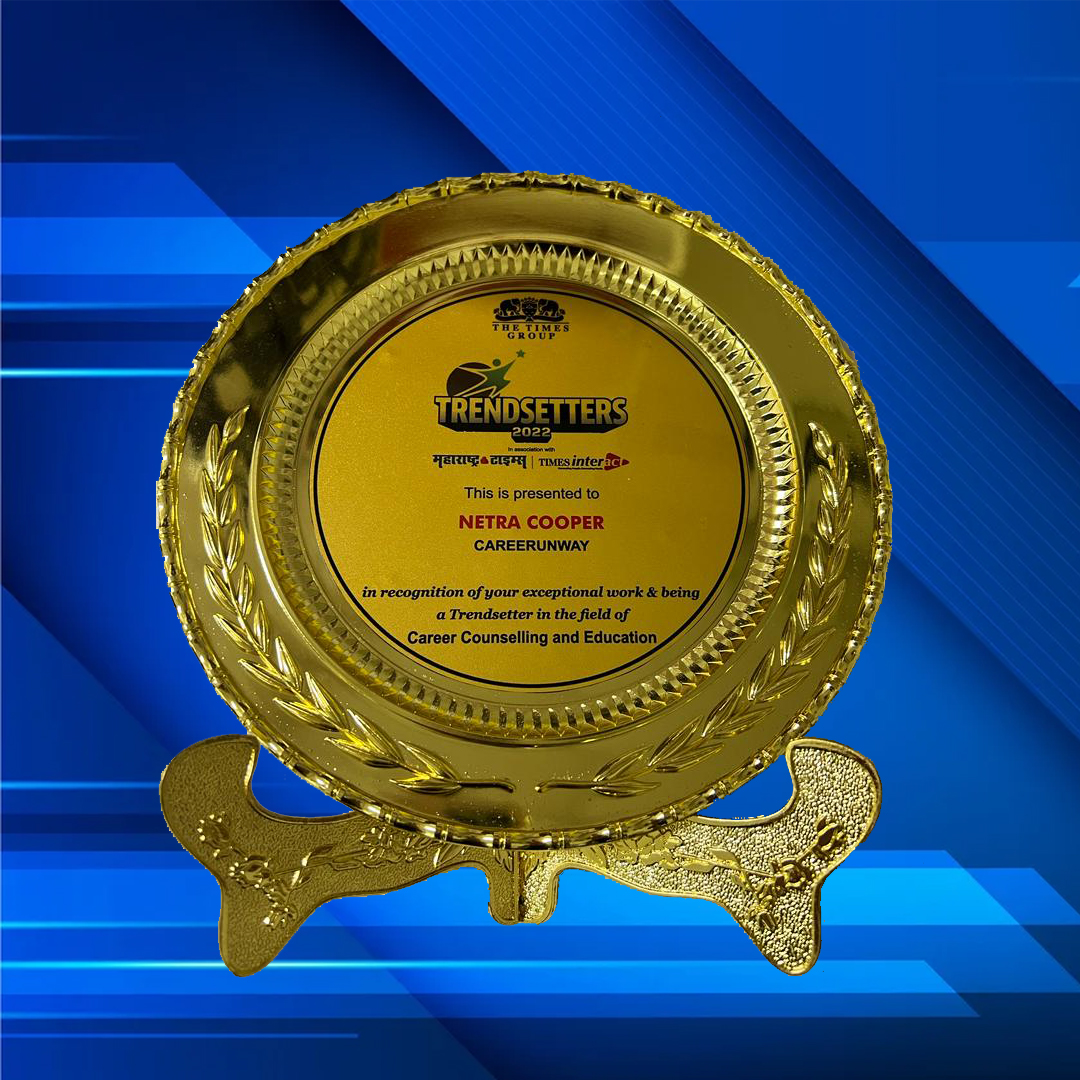 THE TIMES
GROUP
TRENDSETTERS
2022
in association with
महाराष्ट्र टाइम्स | TIMES interact
This is presented to
NETRA COOPER
CAREERUNWAY
in recognition of your exceptional work & being
a Trendsetter in the field of
Career Counselling and Education